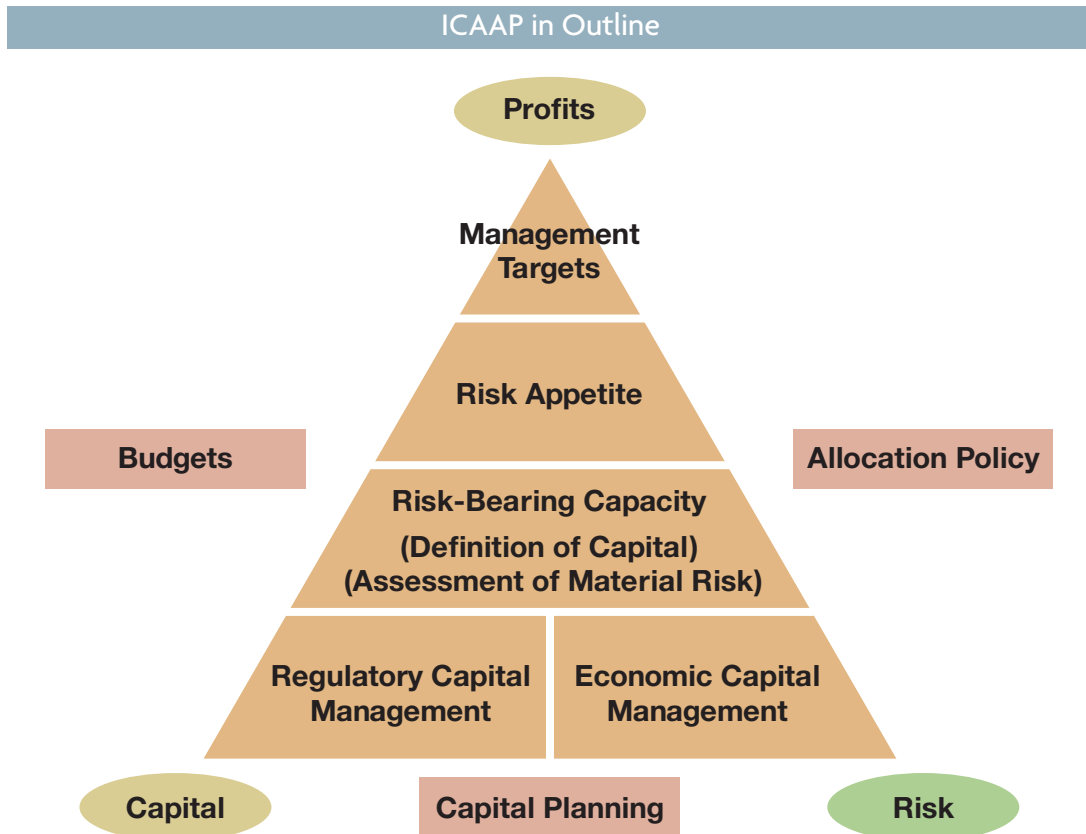 ICAAP in Outline
Profits
Management
Targets
Risk Appetite
Budgets
Allocation Policy
Risk-Bearing Capacity
(Definition of Capital)
(Assessment of Material Risk)
Regulatory Capital
Management
Economic Capital
Management
Capital
Capital Planning
Risk